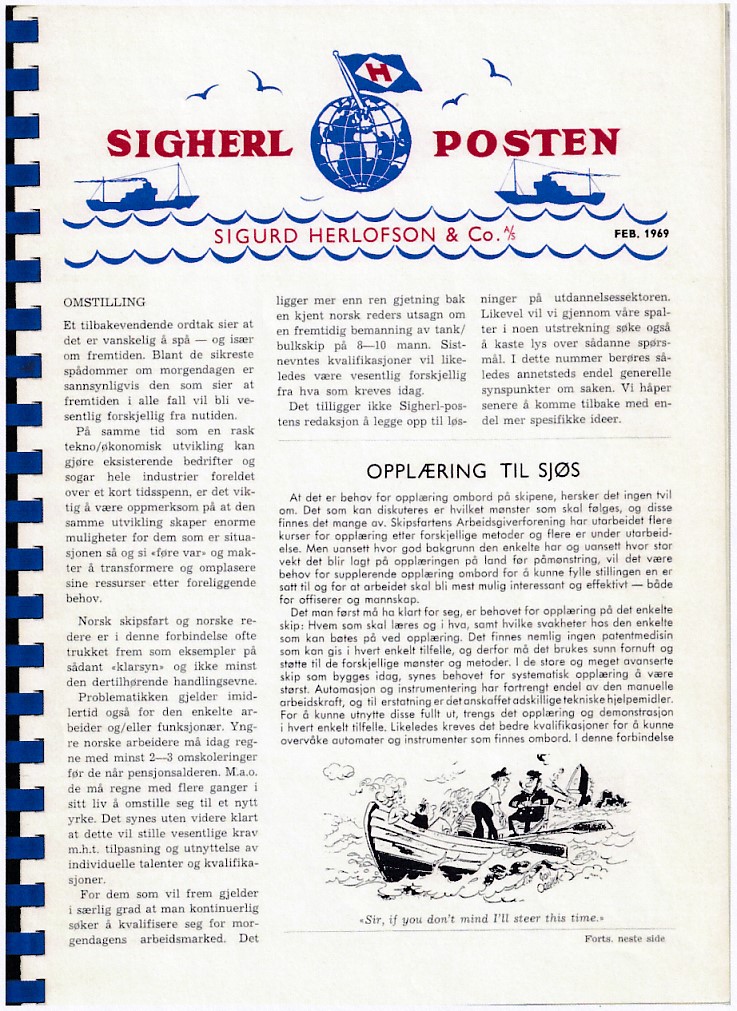 H
SIGHERL POSTEN
SIGURD HERLOFSON & Co. A/S
FEB. 1969
OMSTILLING
Et tilbakevendende ordtak sier at
det er vanskelig å spå — og især
om fremtiden. Blant de sikreste
spådommer om morgendagen er
sannsynligvis den som sier at
fremtiden i alle fall vil bli ve-
sentlig forskjellig fra nutiden.
På samme tid som en rask
tekno/økonomisk utvikling kan
gjøre eksisterende bedrifter og
sogar hele industrier foreldet
over et kort tidsspenn, er det vik-
tig å være oppmerksom på at den
samme utvikling skaper enorme
muligheter for dem som er situa-
sjonen så og si «føre var» og mak-
ter å transformere og omplasere
sine ressurser etter foreliggende
behov.
Norsk skipsfart og norske re-
dere er i denne forbindelse ofte
trukket frem som eksempler på
sådant «klarsyn» og ikke minst
den dertilhørende handlingsevne.
Problematikken gjelder imid-
lertid også for den enkelte ar-
beider og/eller funksjonær. Yng-
re norske arbeidere må idag reg-
ne med minst 2—3 omskoleringer
før de når pensjonsalderen. M.a.o.
de må regne med flere ganger i
sitt liv å omstille seg til et nytt
yrke. Det synes uten videre klart
at dette vil stille vesentlige krav
m.h.t. tilpasning og utnyttelse av
individuelle talenter og kvalifika-
sjoner.
For dem som vil frem gjelder
i særlig grad at man kontinuerlig
søker å kvalifisere seg for mor-
gendagens arbeidsmarked. Det
ligger mer enn ren gjetning bak
en kjent norsk reders utsagn om
en fremtidig bemanning av tank/
bulkskip på 8—10 mann. Sist-
nevntes kvalifikasjoner vil like-
ledes være vesentlig forskjellig
fra hva som kreves idag.
Det tilligger ikke Sigherl-pos-
tens redaksjon å legge opp til løs-
ninger på utdannelsessektoren.
Likevel vil vi gjennom våre spal-
ter i noen utstrekning søke også
å kaste lys over sådanne spørs-
mål. I dette nummer berøres så-
ledes annetsteds endel generelle
synspunkter om saken. Vi håper
senere å komme tilbake med en-
del mer spesifikke ideer.
OPPLÆRING TIL SJØS
At det er behov for opplæring ombord på skipene, hersker det ingen tvil
om. Det som kan diskuteres er hvilket mønster som skal følges, og disse
finnes det mange av. Skipsfartens Arbeidsgiverforening har utarbeidet flere
kurser for opplæring etter forskjellige metoder og flere er under utarbeid-
else. Men uansett hvor god bakgrunn den enkelte har og uansett hvor stor
vekt det blir lagt på opplæringen på land før påmønstring, vil det være
behov for supplerende opplæring ombord for å kunne fylle stillingen en er
satt til og for at arbeidet skal bli mest mulig interessant og effektivt — både
for offiserer og mannskap.
Det man først må ha klart for seg, er behovet for opplæring på det enkelte
skip: Hvem som skal læres og i hva, samt hvilke svakheter hos den enkelte
som kan bøtes på ved opplæring. Det finnes nemlig ingen patentmedisin
som kan gis i hvert enkelt tilfelle, og derfor må det brukes sunn fornuft og
støtte til de forskjellige mønster og metoder. I de store og meget avanserte
skip som bygges idag, synes behovet for systematisk opplæring å være
størst. Automasjon og instrumentering har fortrengt endel av den manuelle
arbeidskraft, og til erstatning er det anskaffet adskillige tekniske hjelpemidler.
For å kunne utnytte disse fullt ut, trengs det opplæring og demonstrasjon
i hvert enkelt tilfelle. Likeledes kreves det bedre kvalifikasjoner for å kunne
overvåke automater og instrumenter som finnes ombord. I denne forbindelse
«Sir, if you don't mind I'll steer this time.»
Forts. neste side